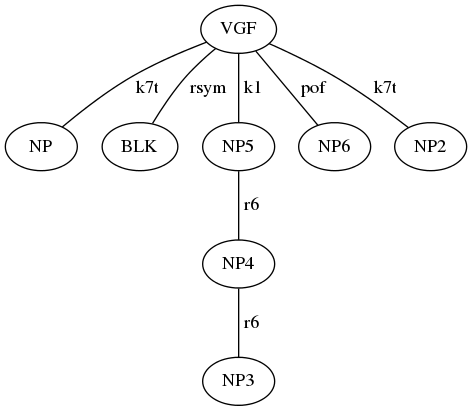 VGF
k7t rsym k1 pof k7t
NP BLK NP5 NP6 NP2
r6
NP4
r6
NP3